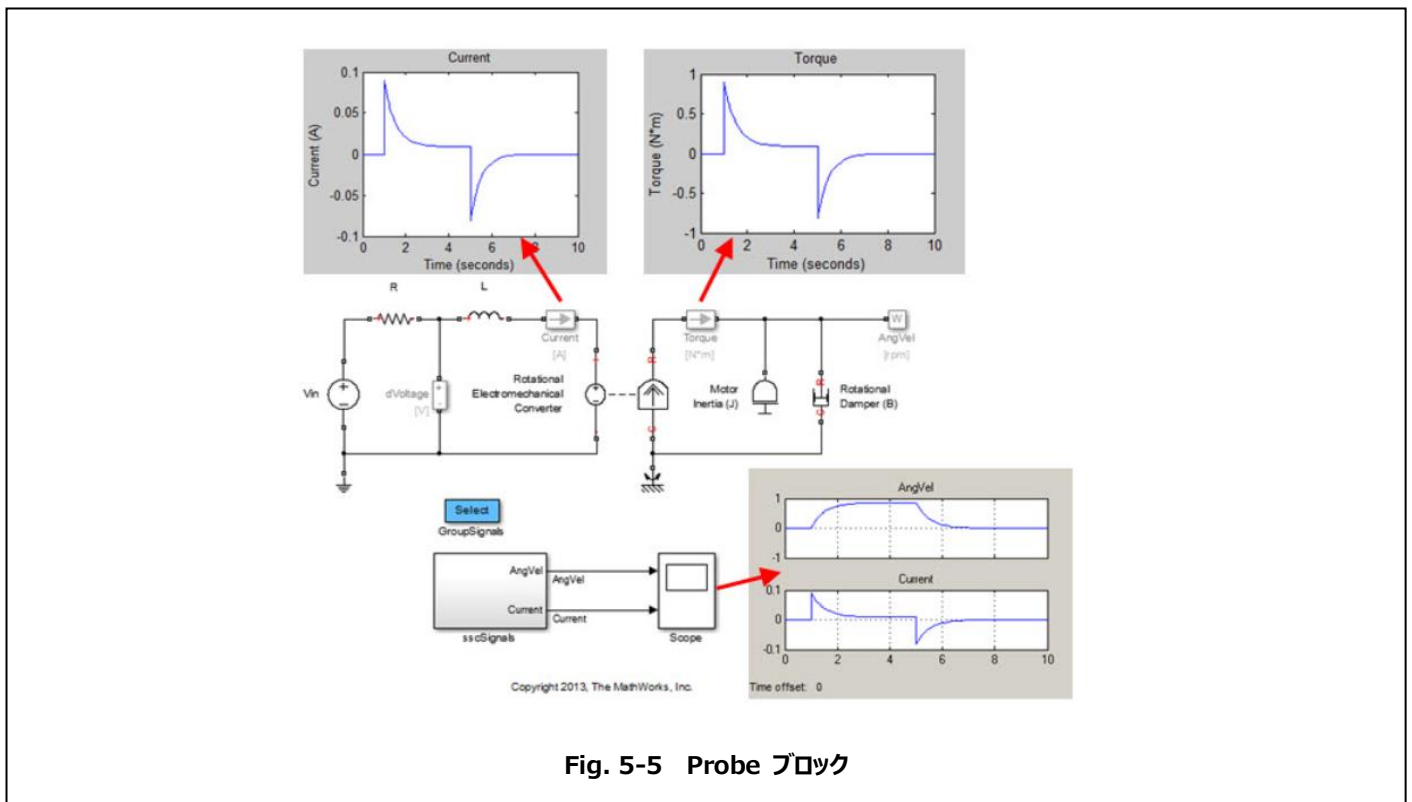 Current
0.1
0.05
0
-0.05
-0.1
Current (A)
0 2 4 6 8 10
Time (seconds)
Torque
1
0.5
0
-0.5
-1
Torque (N*m)
0 2 4 6 8 10
Time (seconds)
R
L
Current
[A]
Torque
[N*m]
W
AngVel
[rpm]
Vin
+
-
dVoltage
[V]
+
-
Rotational
Electromechanical
Converter
+
-
R
C
Motor
Inertia (J)
R
C
Rotational
Damper (B)
Select
GroupSignals
AngVel
AngVel
Current
Current
sscSignals
Scope
AngVel
1
0
-1
Current
0.1
0
-0.1
0 2 4 6 8 10
Time offset: 0
Copyright 2013, The MathWorks, Inc.
Fig. 5-5 Probe ブロック